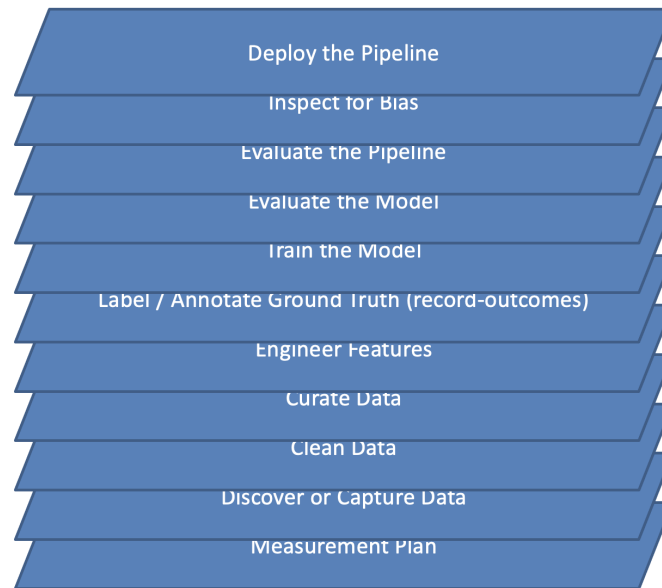 Deploy the Pipeline
Inspect for Bias
Evaluate the Pipeline
Evaluate the Model
Train the Model
Label / Annotate Ground Truth (record-outcomes)
Engineer Features
Curate Data
Clean Data
Discover or Capture Data
Measurement Plan